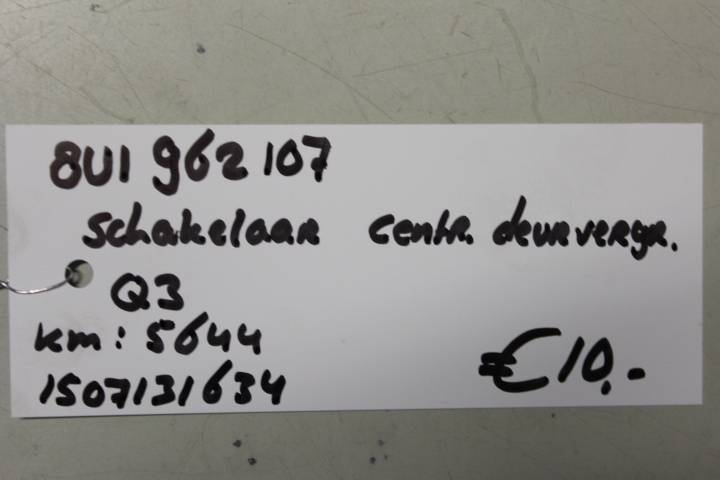 8U1 962 107
schakelaar centr. deurvergr.
Q3
km: 5644
1507131634
€10,-